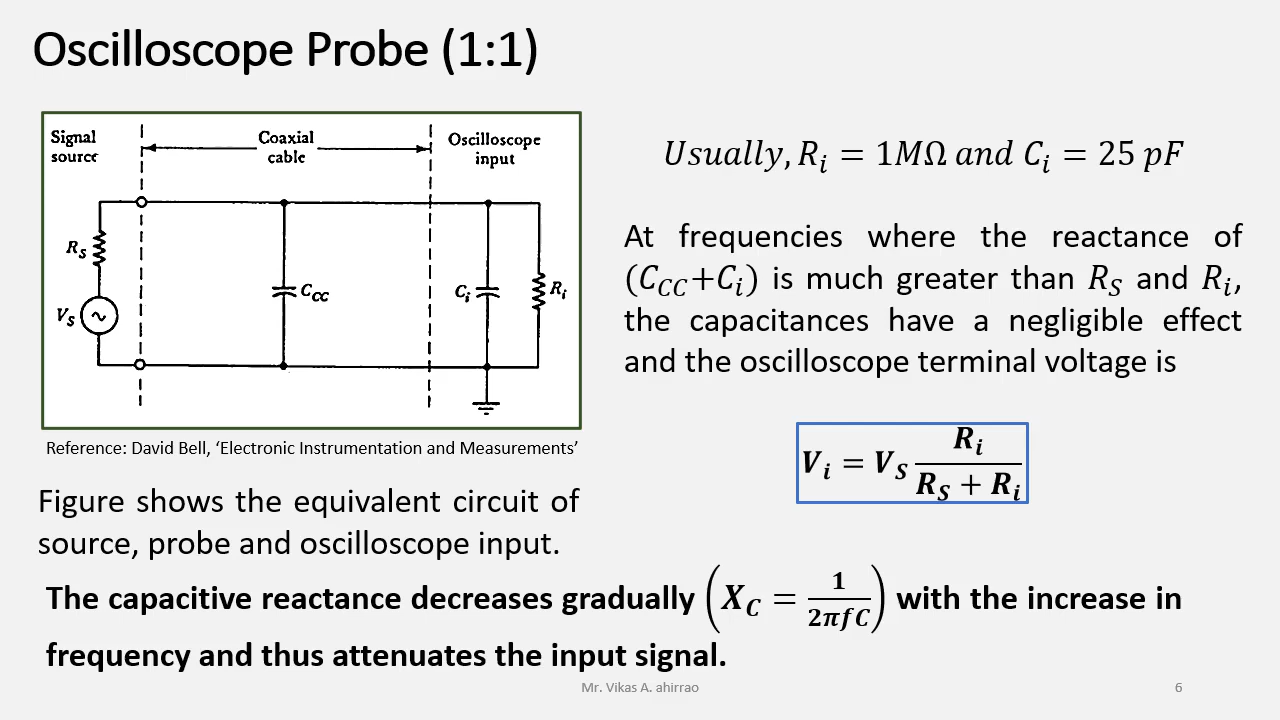 Oscilloscope Probe (1:1)
Signal source
Coaxial cable
Oscilloscope input
R_S
V_S
C_CC
C_i
R_i
Reference: David Bell, ‘Electronic Instrumentation and Measurements’
Figure shows the equivalent circuit of
source, probe and oscilloscope input.
Usually, R_i = 1MΩ and C_i = 25 pF
At frequencies where the reactance of
(C_CC+C_i) is much greater than R_S and R_i,
the capacitances have a negligible effect
and the oscilloscope terminal voltage is
V_i = V_S R_i / (R_S + R_i)
The capacitive reactance decreases gradually (X_C = 1/(2πfC)) with the increase in
frequency and thus attenuates the input signal.
Mr. Vikas A. ahirrao
6